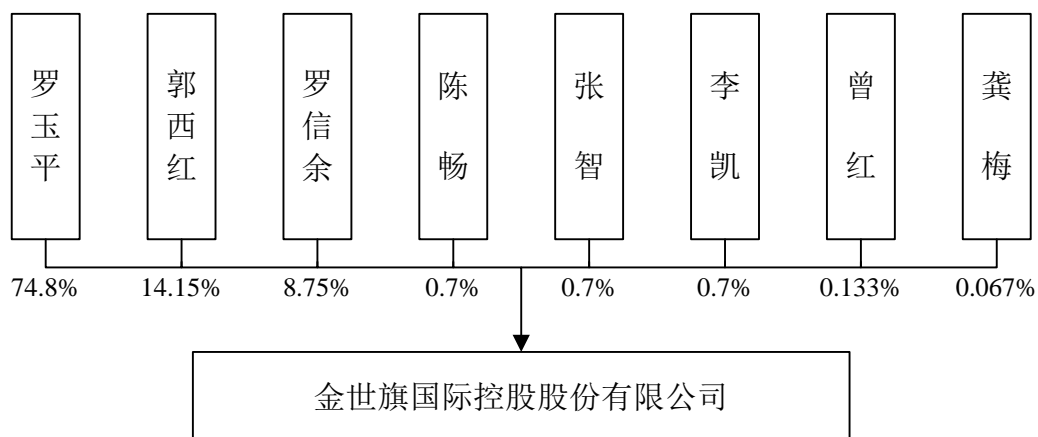 罗玉平
郭西红
罗信余
陈畅
张智
李凯
曾红
龚梅
74.8%
14.15%
8.75%
0.7%
0.7%
0.7%
0.133%
0.067%
金世旗国际控股股份有限公司